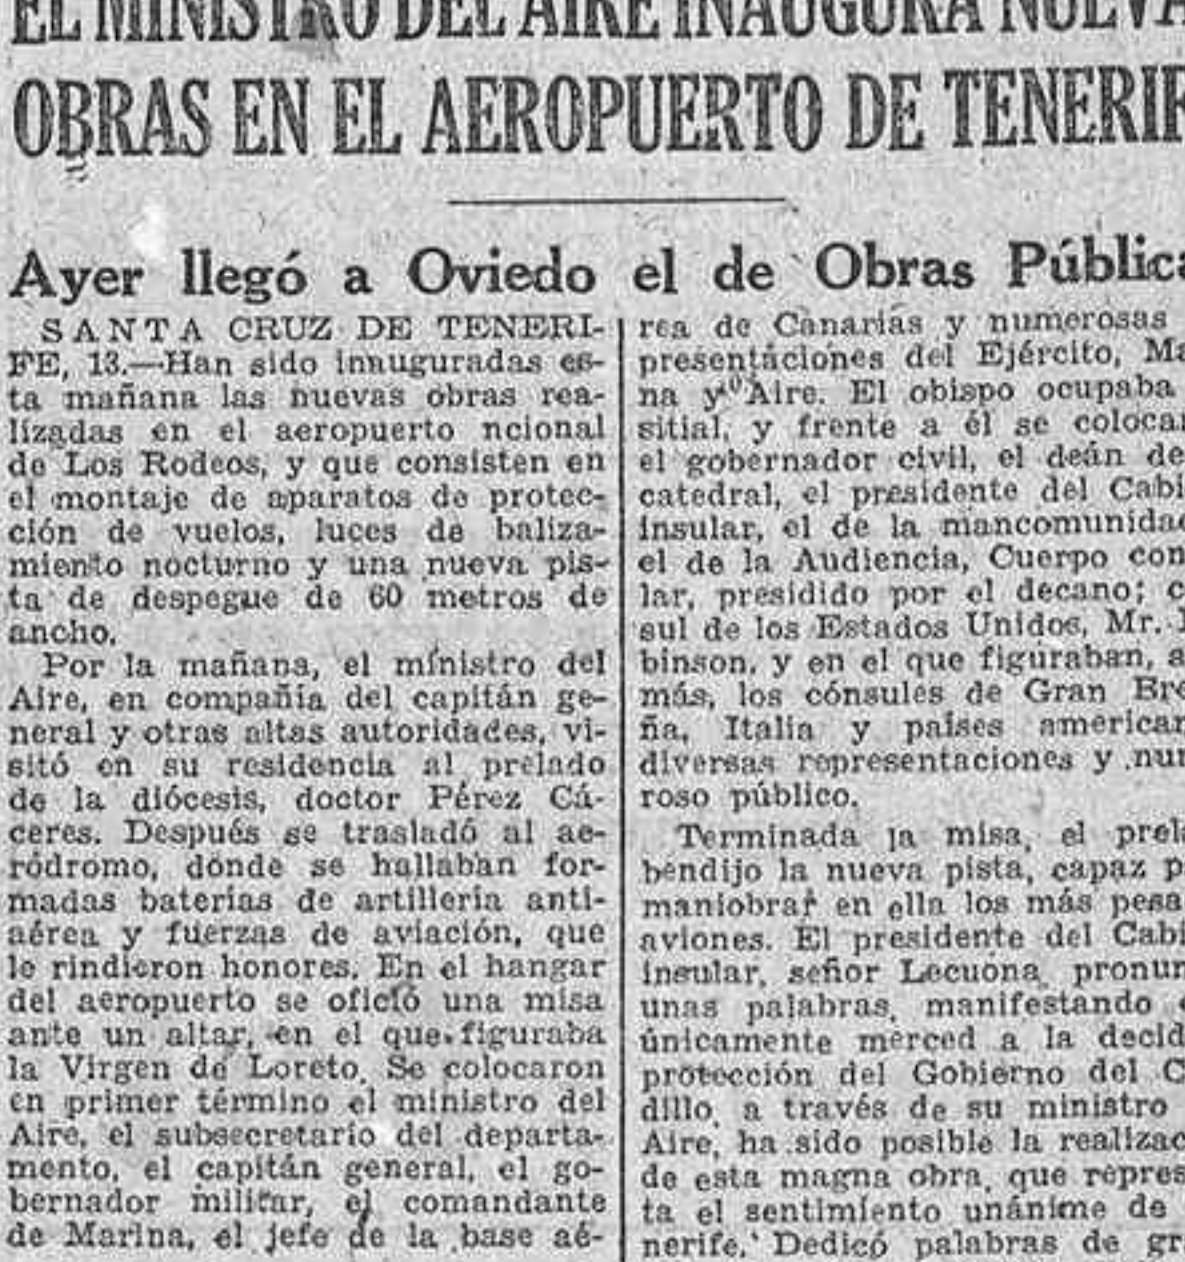 EL MINISTRO DEL AIRE INAUGURA NUEVA
OBRAS EN EL AEROPUERTO DE TENERIF
Ayer llegó a Oviedo el de Obras Pública
SANTA CRUZ DE TENERI-
FE, 13.—Han sido inauguradas es-
ta mañana las nuevas obras rea-
lizadas en el aeropuerto ncional
de Los Rodeos, y que consisten en
el montaje de aparatos de protec-
ción de vuelos, luces de baliza-
miento nocturno y una nueva pis-
ta de despegue de 60 metros de
ancho.
Por la mañana, el ministro del
Aire, en compañía del capitán ge-
neral y otras altas autoridades, vi-
sitó en su residencia al prelado
de la diócesis, doctor Pérez Cá-
ceres. Después se trasladó al ae-
ródromo, donde se hallaban for-
madas baterías de artillería anti-
aérea y fuerzas de aviación, que
le rindieron honores. En el hangar
del aeropuerto se ofició una misa
ante un altar, en el que figuraba
la Virgen de Loreto. Se colocaron
en primer término el ministro del
Aire, el subsecretario del departa-
mento, el capitán general, el go-
bernador militar, el comandante
de Marina, el jefe de la base aé-
rea de Canarias y numerosas
presentaciones del Ejército, Ma
na y Aire. El obispo ocupaba
sitial, y frente a él se colocar
el gobernador civil, el deán de
catedral, el presidente del Cabi
insular, el de la mancomunidad
el de la Audiencia, Cuerpo con
lar, presidido por el decano; c
sul de los Estados Unidos, Mr.
binson, y en el que figuraban, a
más, los cónsules de Gran Bre
ña, Italia y países american
diversas representaciones y num
roso público.
Terminada la misa, el prela
bendijo la nueva pista, capaz p
maniobrar en ella los más pesa
aviones. El presidente del Cabi
insular, señor Lecuona, pronun
unas palabras, manifestando
únicamente merced a la decid
protección del Gobierno del C
dillo, a través de su ministro
Aire, ha sido posible la realizac
de esta magna obra, que repres
ta el sentimiento unánime de
nerife. Dedicó palabras de gra